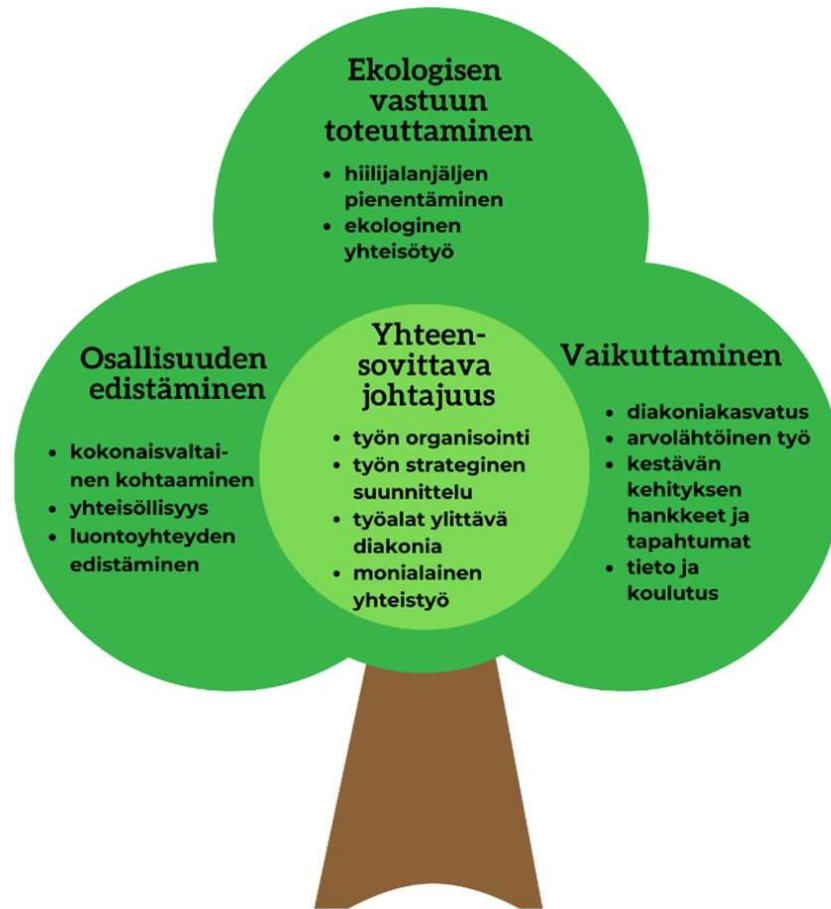 Ekologisen
vastuun
toteuttaminen
• hiilijalanjäljen
pienentäminen
• ekologinen
yhteisötyö
Osallisuuden
edistäminen
• kokonaisvaltai-
nen kohtaaminen
• yhteisöllisyys
• luontoyhteyden
edistäminen
Yhteen-
sovittava
johtajuus
• työn organisointi
• työn strateginen
suunnittelu
• työalat ylittävä
diakonia
• monialainen
yhteistyö
Vaikuttaminen
• diakoniakasvatus
• arvolähtöinen työ
• kestävän
kehityksen
hankkeet ja
tapahtumat
• tieto ja
koulutus